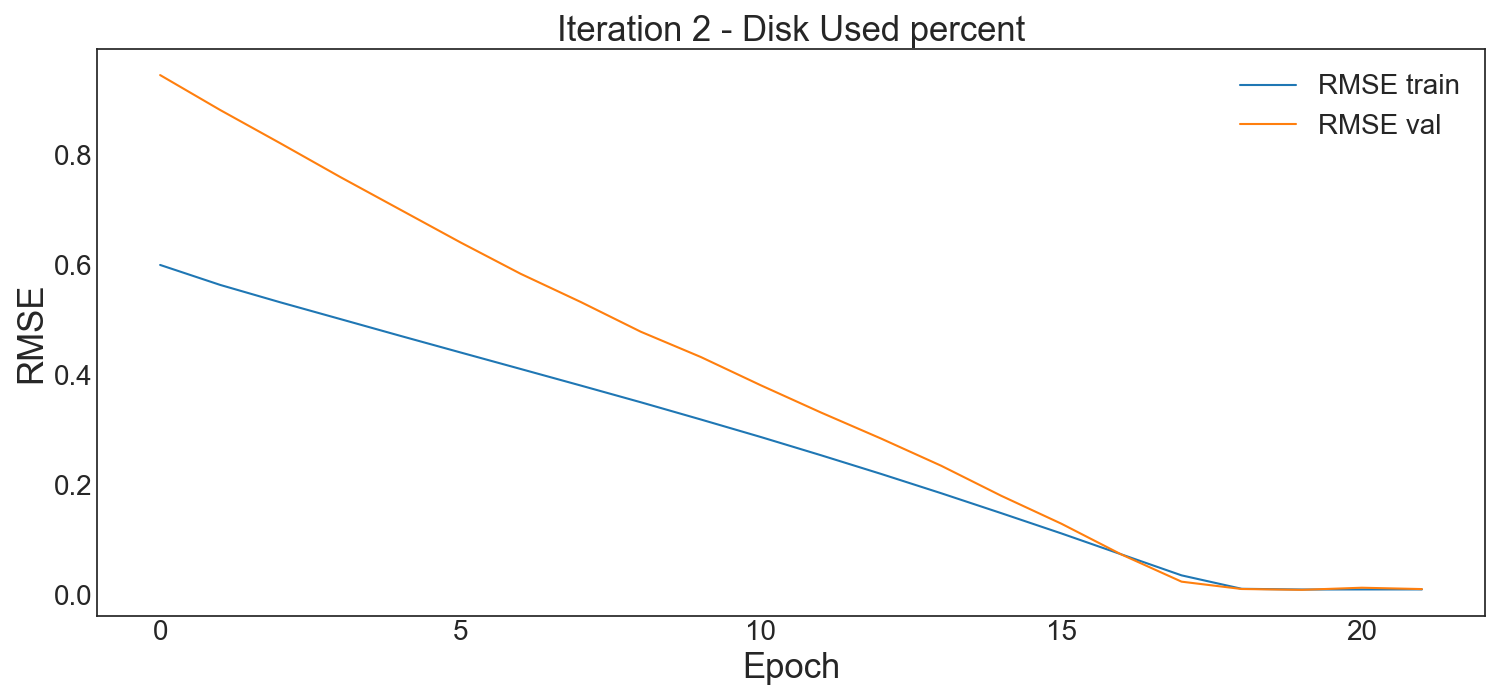 Iteration 2 - Disk Used percent
RMSE train
RMSE val
0.8
0.6
0.4
0.2
0.0
RMSE
0 5 10 15 20
Epoch